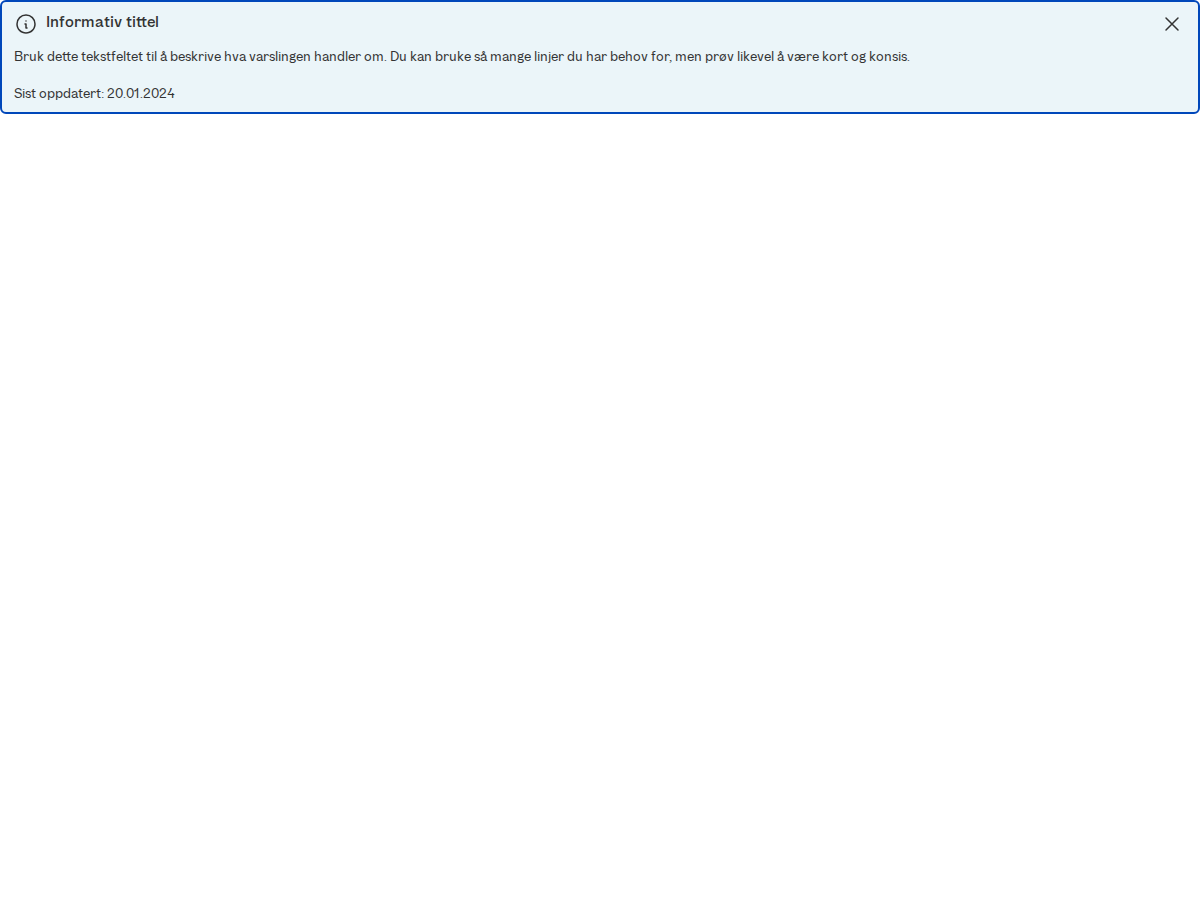 Informativ tittel
Bruk dette tekstfeltet til å beskrive hva varslingen handler om. Du kan bruke så mange linjer du har behov for, men prøv likevel å være kort og konsis.
Sist oppdatert: 20.01.2024